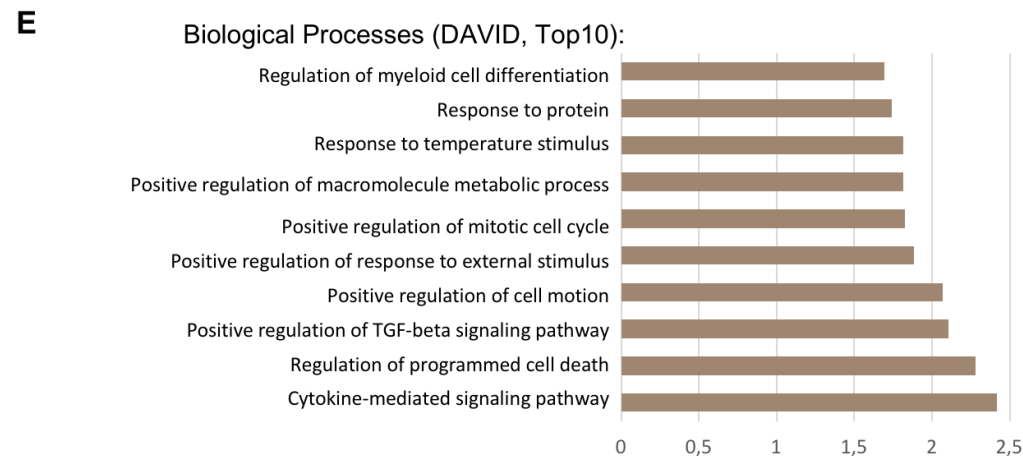 E
Biological Processes (DAVID, Top10):
Regulation of myeloid cell differentiation
Response to protein
Response to temperature stimulus
Positive regulation of macromolecule metabolic process
Positive regulation of mitotic cell cycle
Positive regulation of response to external stimulus
Positive regulation of cell motion
Positive regulation of TGF-beta signaling pathway
Regulation of programmed cell death
Cytokine-mediated signaling pathway
0 0,5 1 1,5 2 2,5